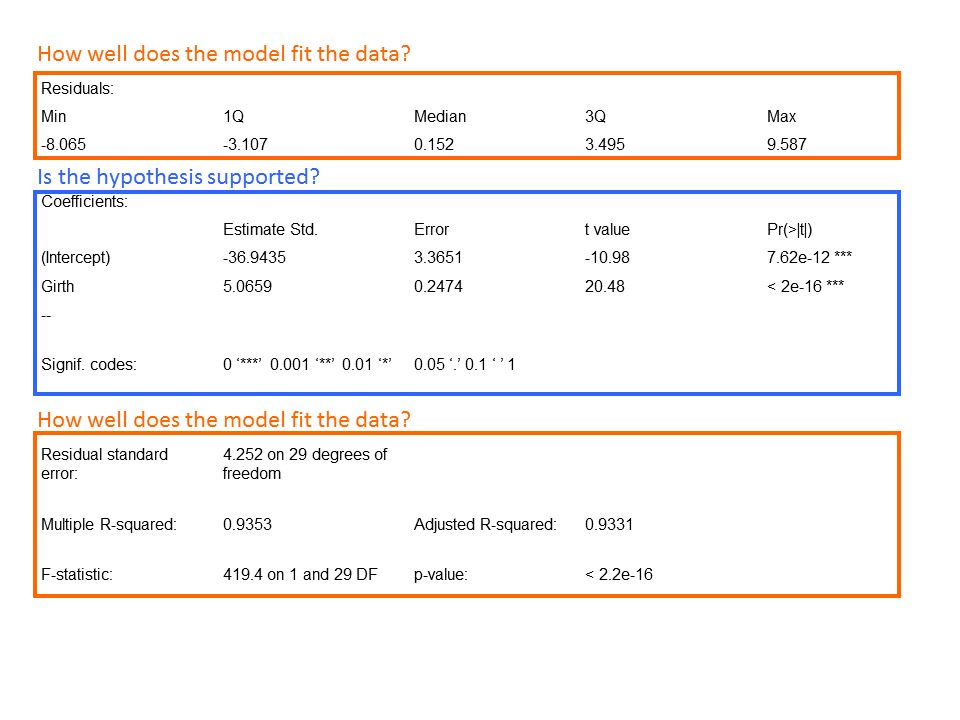 How well does the model fit the data?
Residuals:
Min 1Q Median 3Q Max
-8.065 -3.107 0.152 3.495 9.587
Is the hypothesis supported?
Coefficients:
Estimate Std. Error t value Pr(>|t|)
(Intercept) -36.9435 3.3651 -10.98 7.62e-12 ***
Girth 5.0659 0.2474 20.48 < 2e-16 ***
--
Signif. codes: 0 ‘***’ 0.001 ‘**’ 0.01 ‘*’ 0.05 ‘.’ 0.1 ‘ ’ 1
How well does the model fit the data?
Residual standard error: 4.252 on 29 degrees of freedom
Multiple R-squared: 0.9353 Adjusted R-squared: 0.9331
F-statistic: 419.4 on 1 and 29 DF p-value: < 2.2e-16